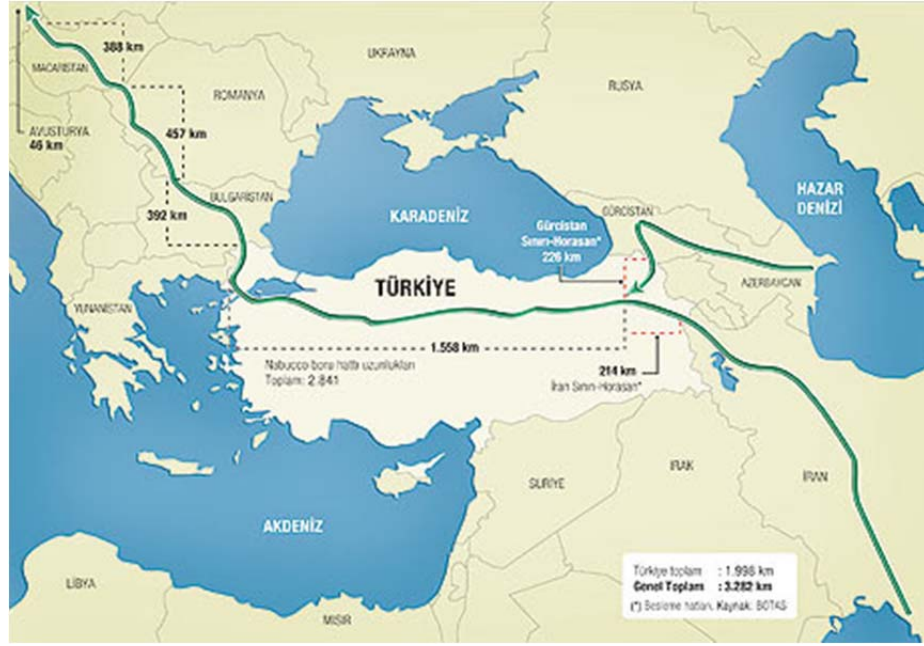 388 km
UKRAYNA
MACARİSTAN
RUSYA
ROMANYA
AVUSTURYA
46 km
457 km
BULGARİSTAN
HAZAR
DENİZİ
392 km
KARADENİZ
GÜRCİSTAN
Gürcistan
Sınırı-Horasan*
226 km
TÜRKİYE
AZERBAYCAN
YUNANİSTAN
1.558 km
Nabucco boru hattı uzunlukları
Toplam: 2.841
214 km
İran Sınırı-Horasan*
SURİYE
IRAK
İRAN
AKDENİZ
Türkiye toplam : 1.998 km
Genel Toplam : 3.282 km
(*) Besleme hatları. Kaynak: BOTAŞ
LİBYA
MISIR